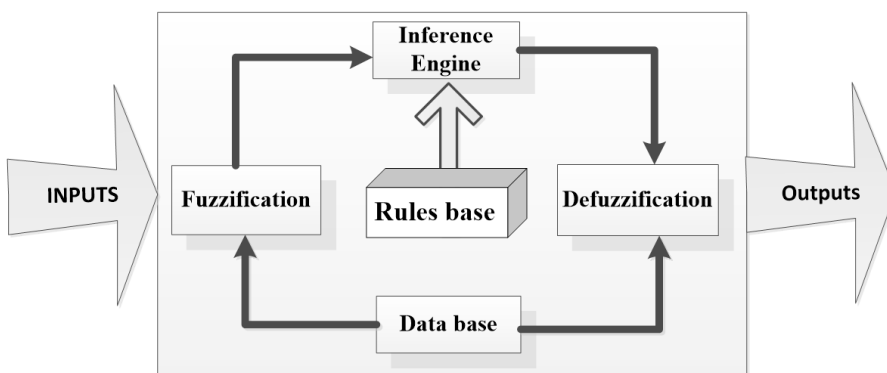 Inference
Engine
INPUTS
Fuzzification
Rules base
Defuzzification
Outputs
Data base